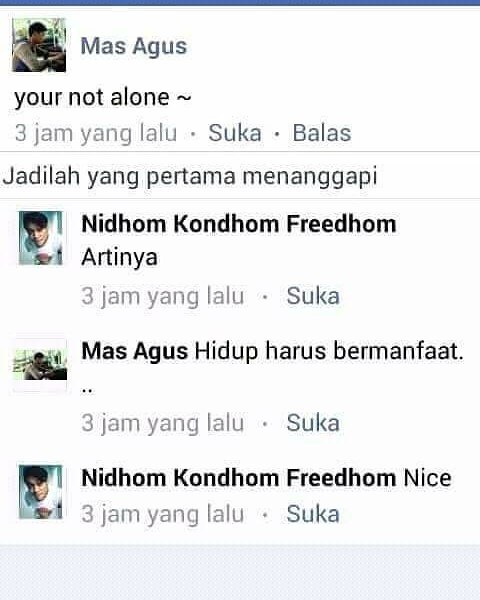 Mas Agus
your not alone ~
3 jam yang lalu · Suka · Balas
Jadilah yang pertama menanggapi
Nidhom Kondhom Freedhom
Artinya
3 jam yang lalu · Suka
Mas Agus Hidup harus bermanfaat.
..
3 jam yang lalu · Suka
Nidhom Kondhom Freedhom Nice
3 jam yang lalu · Suka